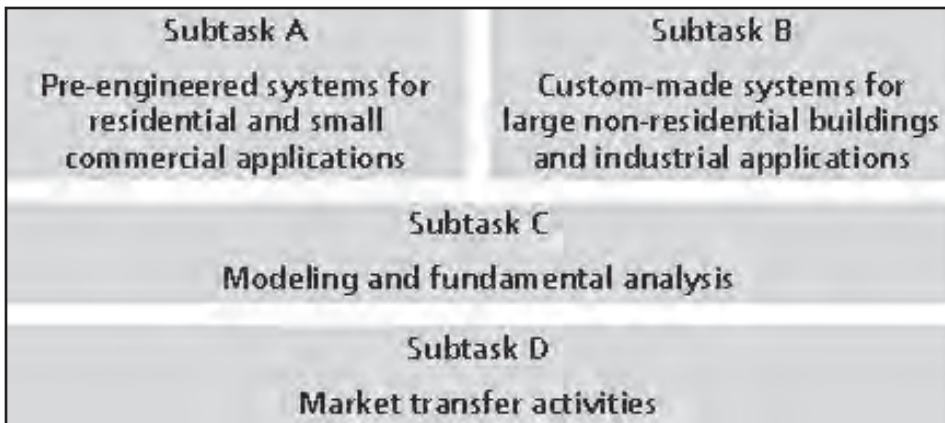 Subtask A
Pre-engineered systems for
residential and small
commercial applications
Subtask B
Custom-made systems for
large non-residential buildings
and industrial applications
Subtask C
Modeling and fundamental analysis
Subtask D
Market transfer activities